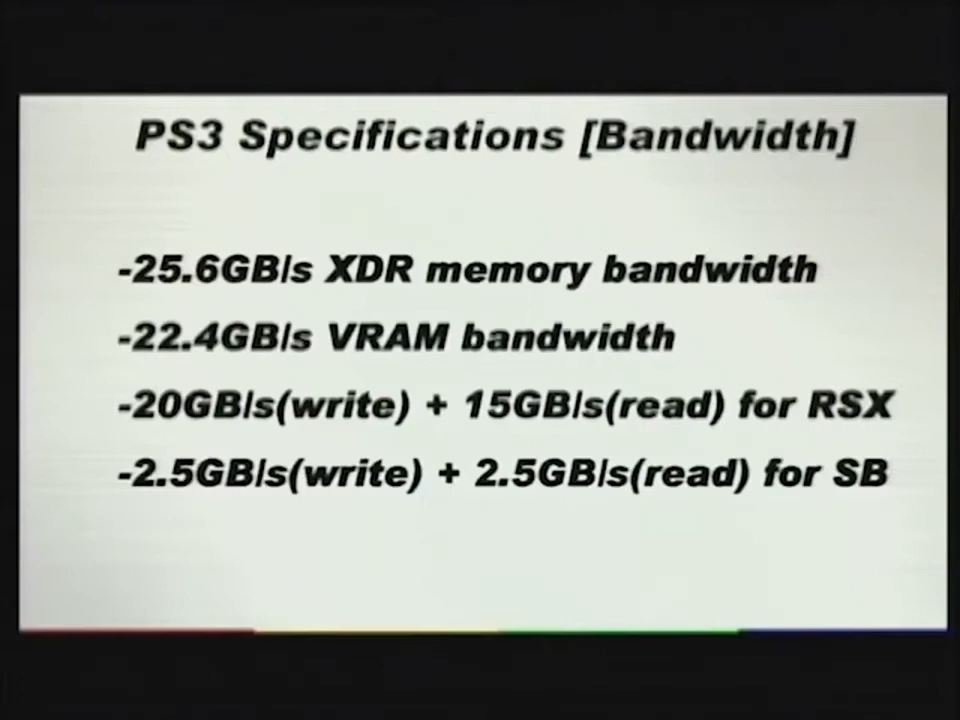 PS3 Specifications [Bandwidth]
-25.6GB/s XDR memory bandwidth
-22.4GB/s VRAM bandwidth
-20GB/s(write) + 15GB/s(read) for RSX
-2.5GB/s(write) + 2.5GB/s(read) for SB